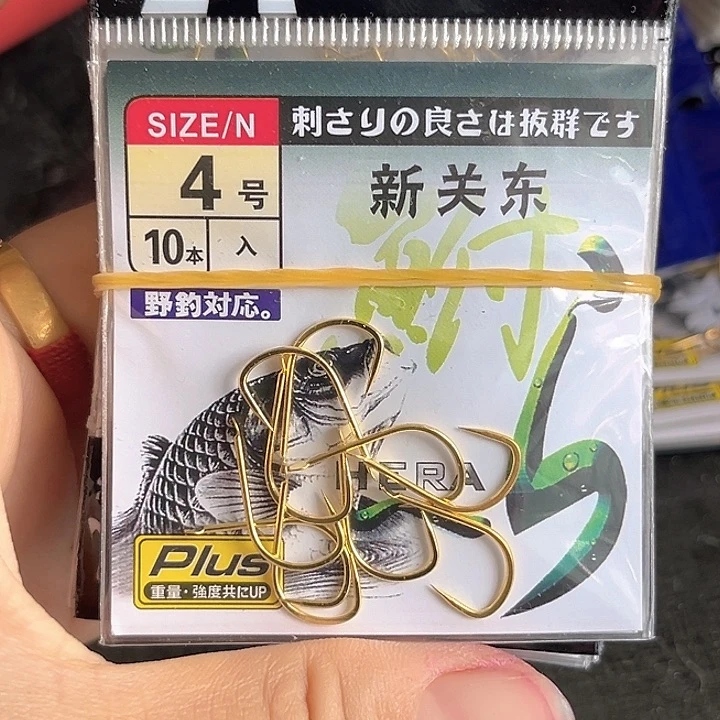 SIZE/N
刺さりの良さは抜群です
4号
新关东
10本入
鮒
野釣対応。
HERA
Plus
重量・強度共にUP